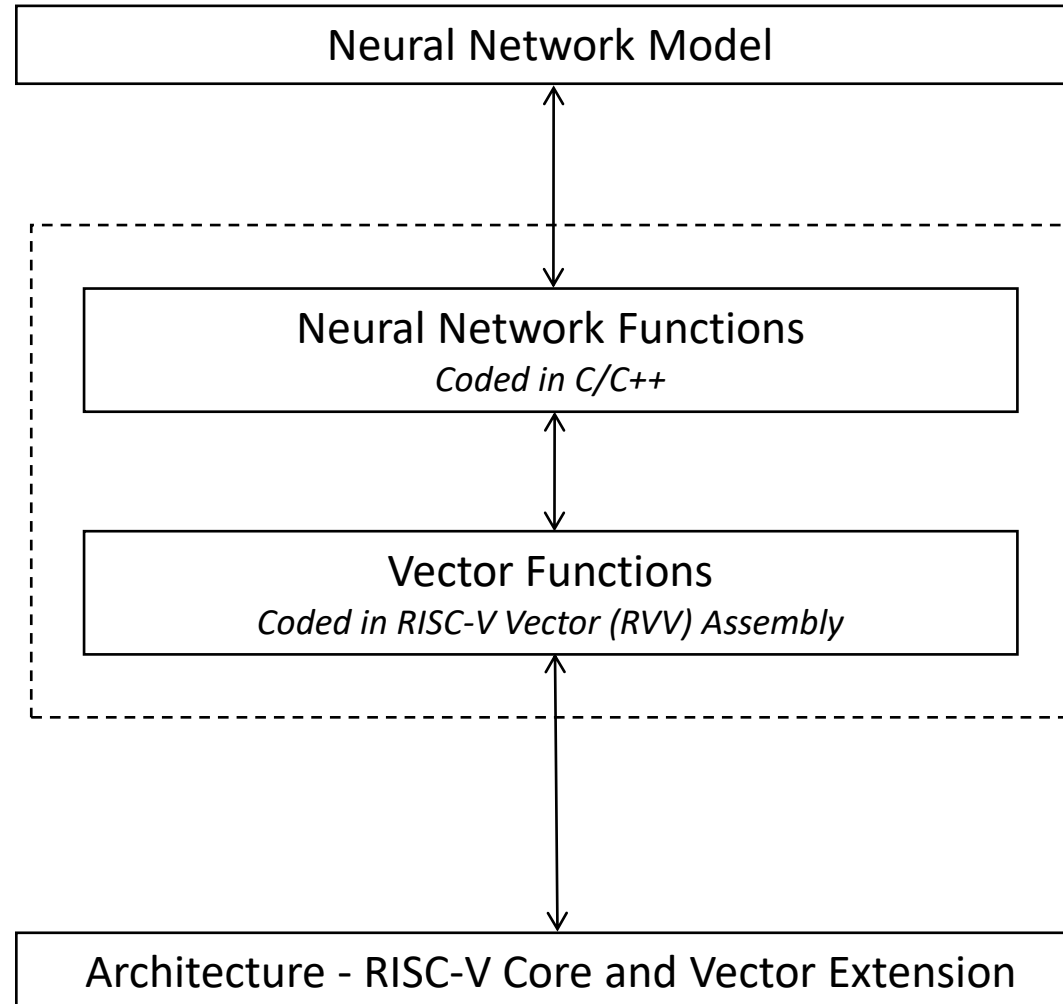 Neural Network Model
Neural Network Functions
Coded in C/C++
Vector Functions
Coded in RISC-V Vector (RVV) Assembly
Architecture - RISC-V Core and Vector Extension